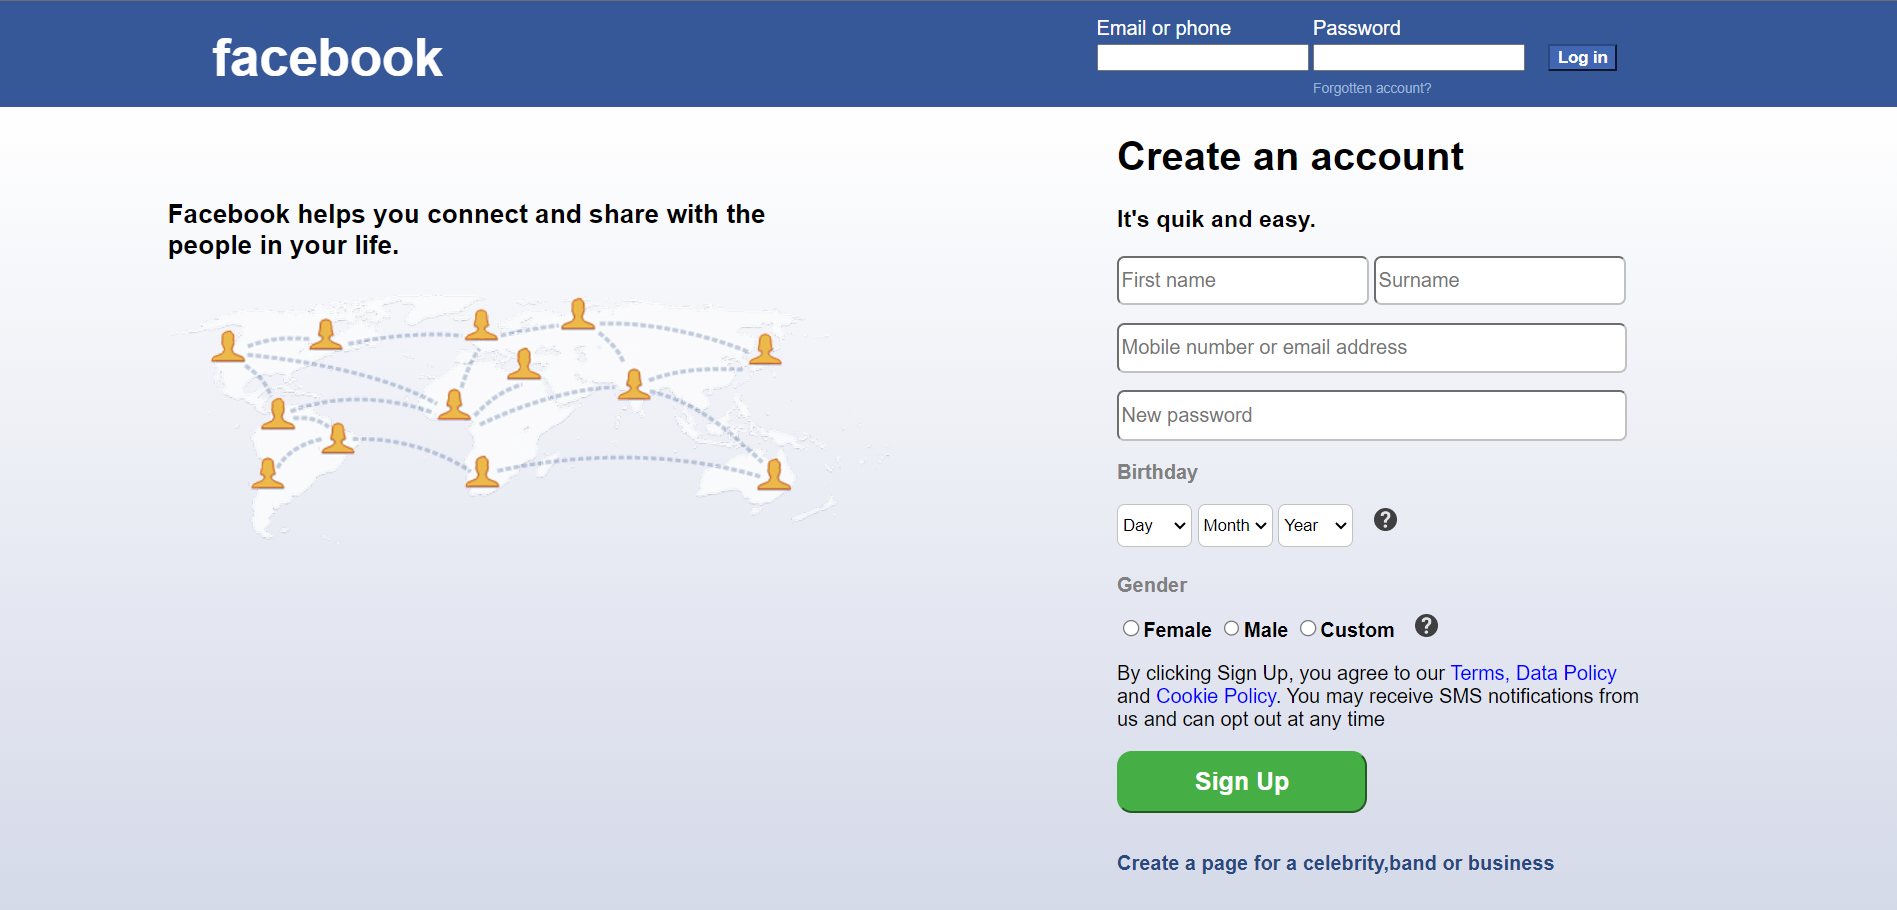 facebook
Email or phone
Password
Log in
Forgotten account?
Create an account
Facebook helps you connect and share with the
people in your life.
It's quik and easy.
First name
Surname
Mobile number or email address
New password
Birthday
Day
Month
Year
?
Gender
Female
Male
Custom
?
By clicking Sign Up, you agree to our Terms, Data Policy
and Cookie Policy. You may receive SMS notifications from
us and can opt out at any time
Sign Up
Create a page for a celebrity,band or business